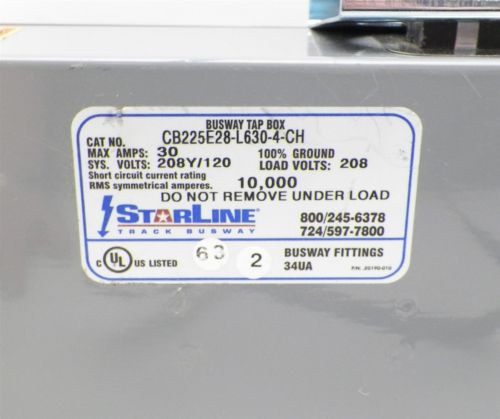 BUSWAY TAP BOX
CAT NO. CB225E28-L630-4-CH
MAX AMPS: 30 100% GROUND
SYS. VOLTS: 208Y/120 LOAD VOLTS: 208
Short circuit current rating
RMS symmetrical amperes. 10,000
DO NOT REMOVE UNDER LOAD
STARLINE 800/245-6378
TRACK BUSWAY 724/597-7800
C UL US LISTED 63 2 BUSWAY FITTINGS
34UA